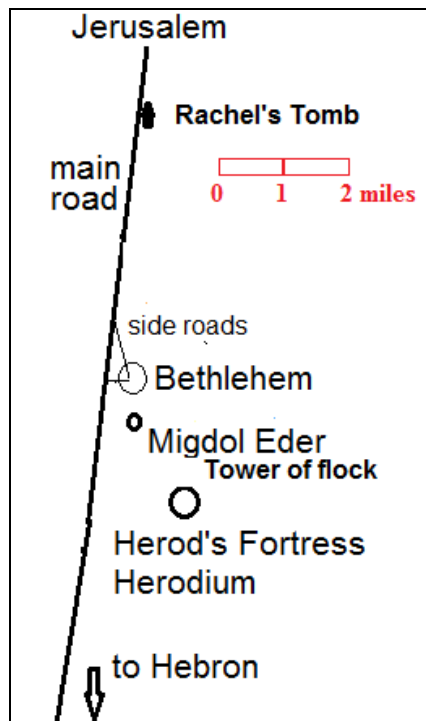 Jerusalem
Rachel's Tomb
main
road
0 1 2 miles
side roads
Bethlehem
Migdol Eder
Tower of flock
Herod's Fortress
Herodium
to Hebron